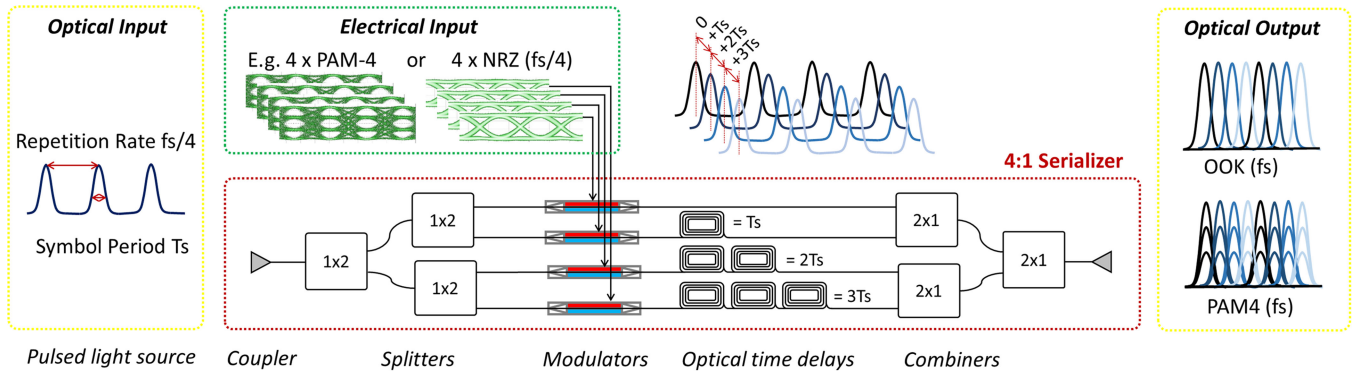 Optical Input
Repetition Rate fs/4
Symbol Period Ts
Electrical Input
E.g. 4 x PAM-4 or 4 x NRZ (fs/4)
0
+Ts
+2Ts
+3Ts
4:1 Serializer
1x2
1x2
1x2
= Ts
= 2Ts
= 3Ts
2x1
2x1
2x1
Optical Output
OOK (fs)
PAM4 (fs)
Pulsed light source Coupler Splitters Modulators Optical time delays Combiners